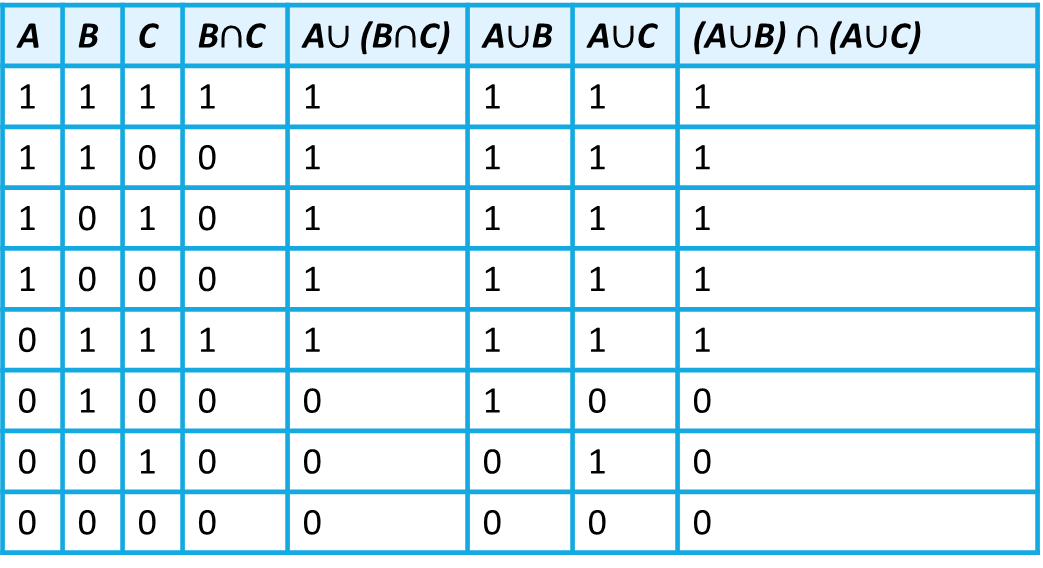 A B C B∩C A∪ (B∩C) A∪B A∪C (A∪B) ∩ (A∪C)
1 1 1 1 1 1 1 1
1 1 0 0 1 1 1 1
1 0 1 0 1 1 1 1
1 0 0 0 1 1 1 1
0 1 1 1 1 1 1 1
0 1 0 0 0 1 0 0
0 0 1 0 0 0 1 0
0 0 0 0 0 0 0 0